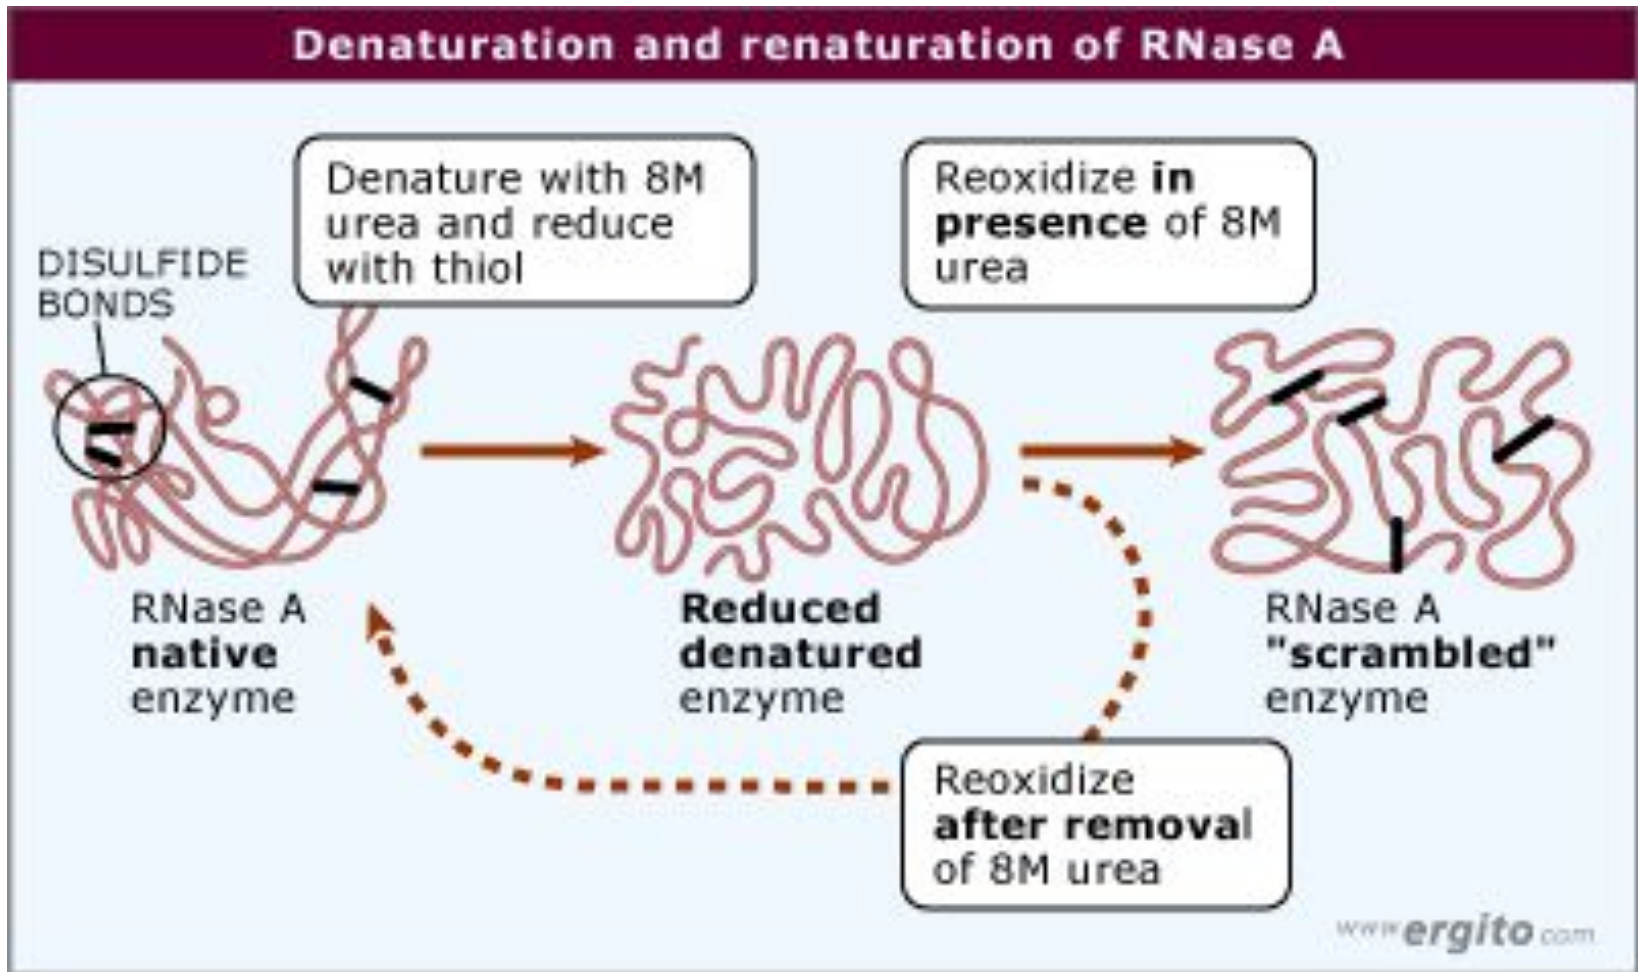 Denaturation and renaturation of RNase A
Denature with 8M
urea and reduce
with thiol
Reoxidize in
presence of 8M
urea
DISULFIDE
BONDS
RNase A
native
enzyme
Reduced
denatured
enzyme
RNase A
"scrambled"
enzyme
Reoxidize
after removal
of 8M urea
www.ergito.com